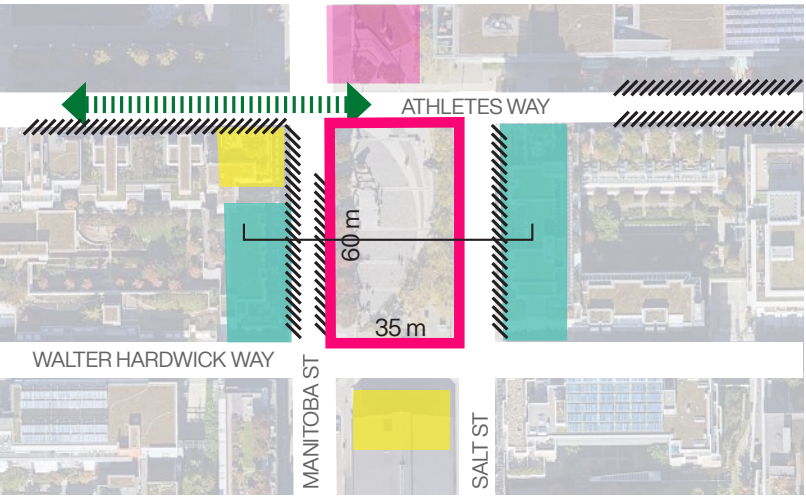 ATHLETES WAY
60 m
35 m
WALTER HARDWICK WAY
MANITOBA ST
SALT ST